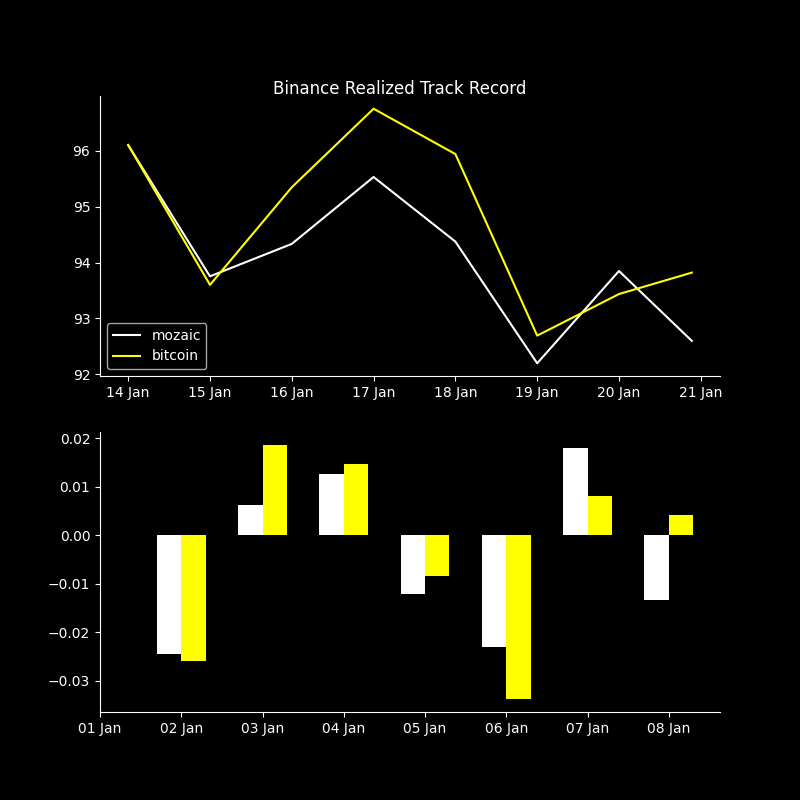 Binance Realized Track Record
96
95
94
93
92
mozaic
bitcoin
14 Jan 15 Jan 16 Jan 17 Jan 18 Jan 19 Jan 20 Jan 21 Jan
0.02
0.01
0.00
−0.01
−0.02
−0.03
01 Jan 02 Jan 03 Jan 04 Jan 05 Jan 06 Jan 07 Jan 08 Jan